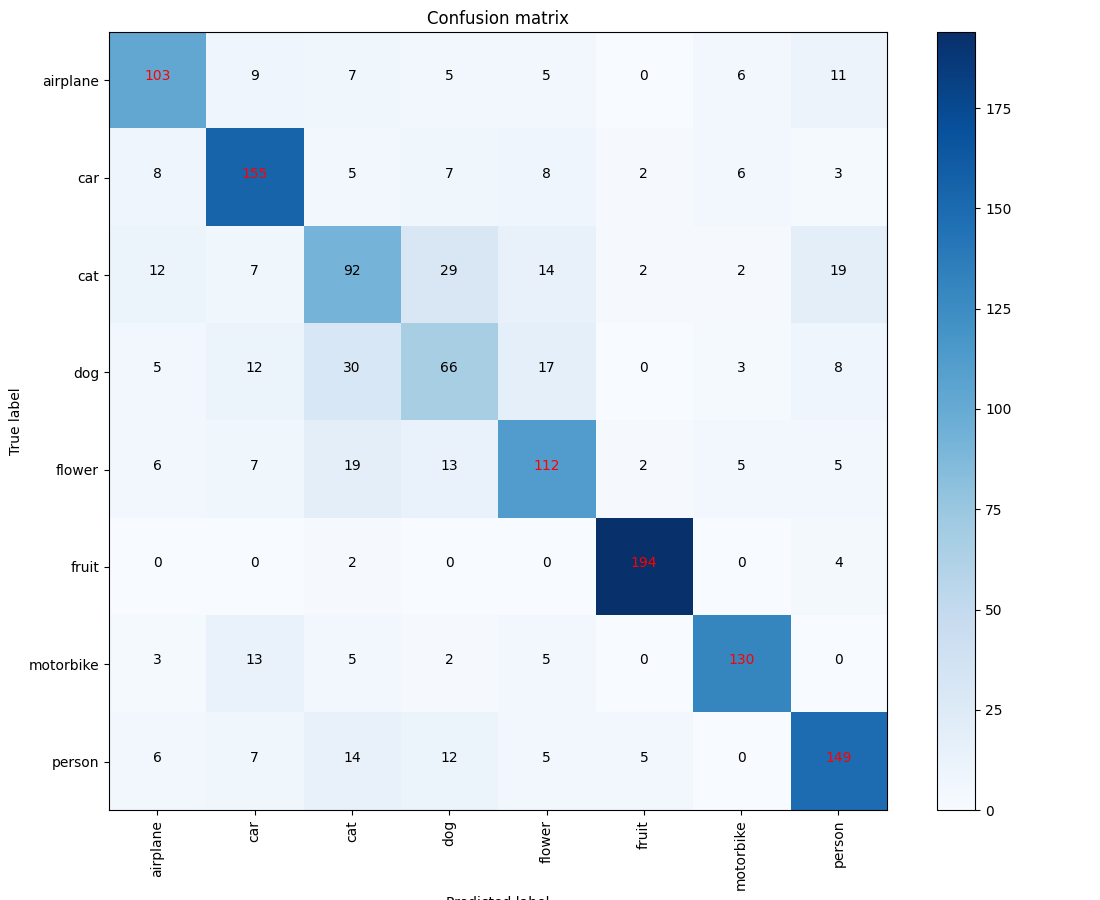 Confusion matrix
airplane 103 9 7 5 5 0 6 11
car 8 155 5 7 8 2 6 3
cat 12 7 92 29 14 2 2 19
dog 5 12 30 66 17 0 3 8
flower 6 7 19 13 112 2 5 5
fruit 0 0 2 0 0 194 0 4
motorbike 3 13 5 2 5 0 130 0
person 6 7 14 12 5 5 0 149
True label
airplane car cat dog flower fruit motorbike person
Predicted label
175
150
125
100
75
50
25
0